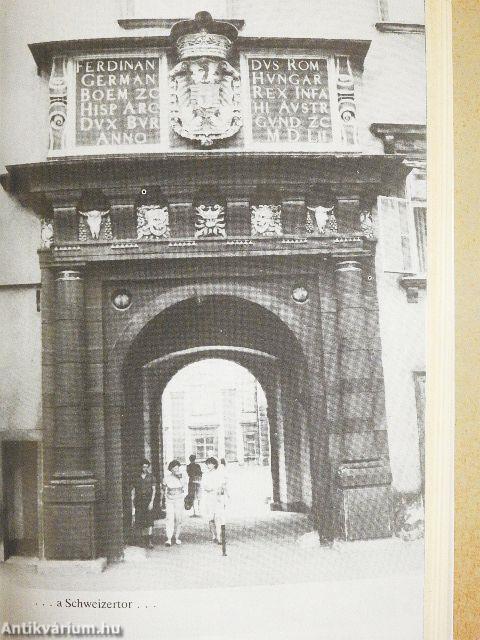 FERDINAN DVS ROM
GERMAN HVNGAR
BOEM ZC REX INFA
HISP ARC HI AVSTR
DVX BVR GVND ZC
ANNO M D LII
. . . a Schweizertor . . .
Antikvárium.hu